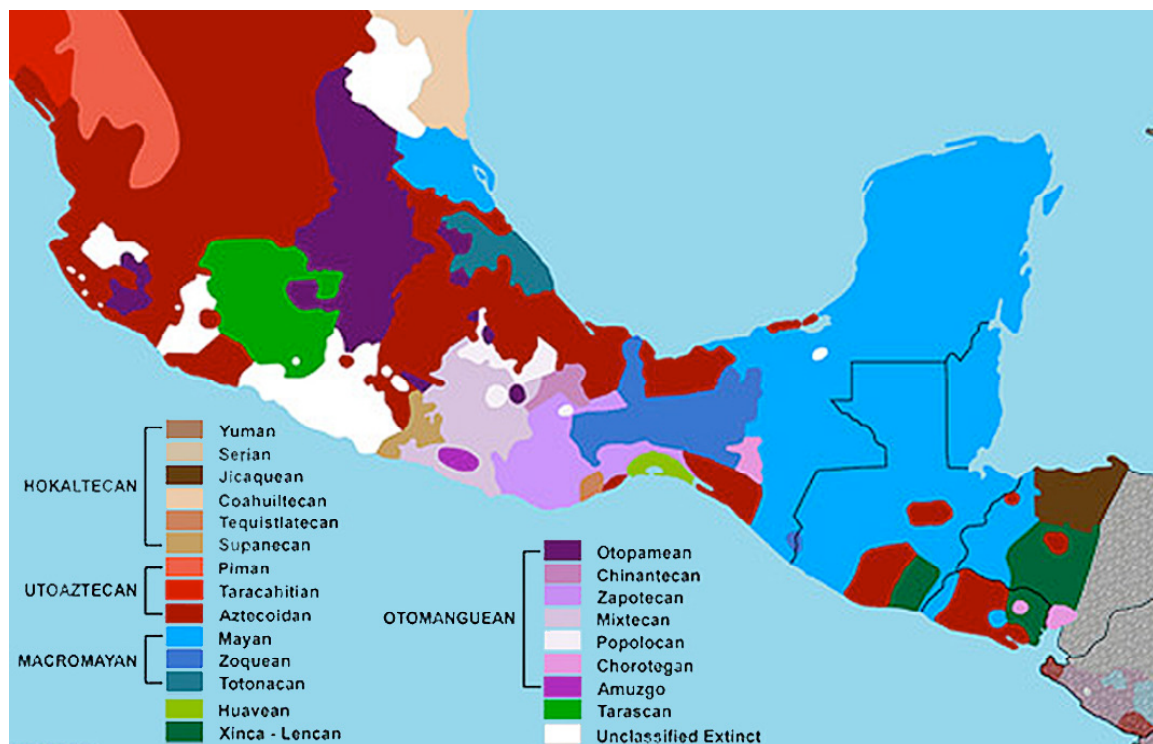 HOKALTECAN
Yuman
Serian
Jicaquean
Coahuiltecan
Tequistlatecan
Supanecan
UTOAZTECAN
Piman
Taracahitian
Aztecoidan
MACROMAYAN
Mayan
Zoquean
Totonacan
Huavean
Xinca - Lencan
OTOMANGUEAN
Otopamean
Chinantecan
Zapotecan
Mixtecan
Popolocan
Chorotegan
Amuzgo
Tarascan
Unclassified Extinct